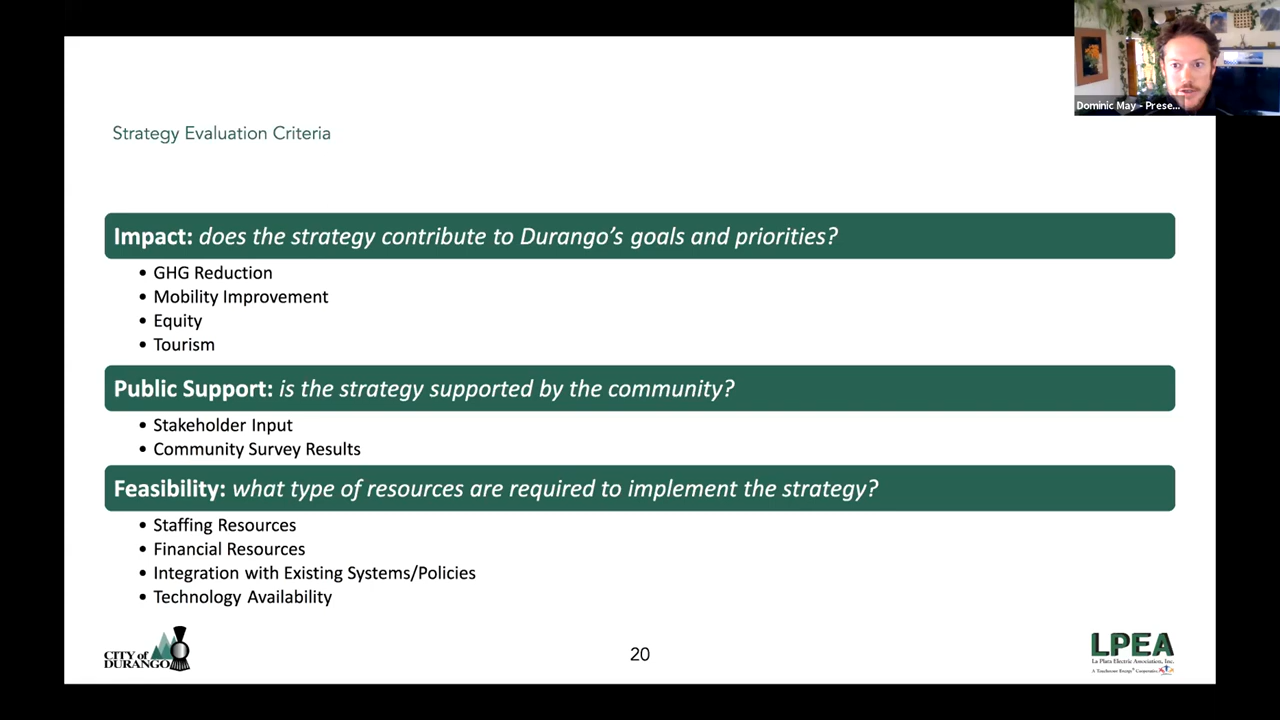 Dominic May - Prese...
Strategy Evaluation Criteria
Impact: does the strategy contribute to Durango's goals and priorities?
• GHG Reduction
• Mobility Improvement
• Equity
• Tourism
Public Support: is the strategy supported by the community?
• Stakeholder Input
• Community Survey Results
Feasibility: what type of resources are required to implement the strategy?
• Staffing Resources
• Financial Resources
• Integration with Existing Systems/Policies
• Technology Availability
CITY of
DURANGO
20
LPEA
La Plata Electric Association, Inc.
A Touchstone Energy® Cooperative